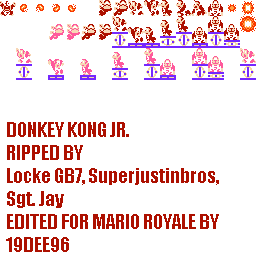 DONKEY KONG JR.
RIPPED BY
Locke GB7, Superjustinbros,
Sgt. Jay
EDITED FOR MARIO ROYALE BY
19DEE96